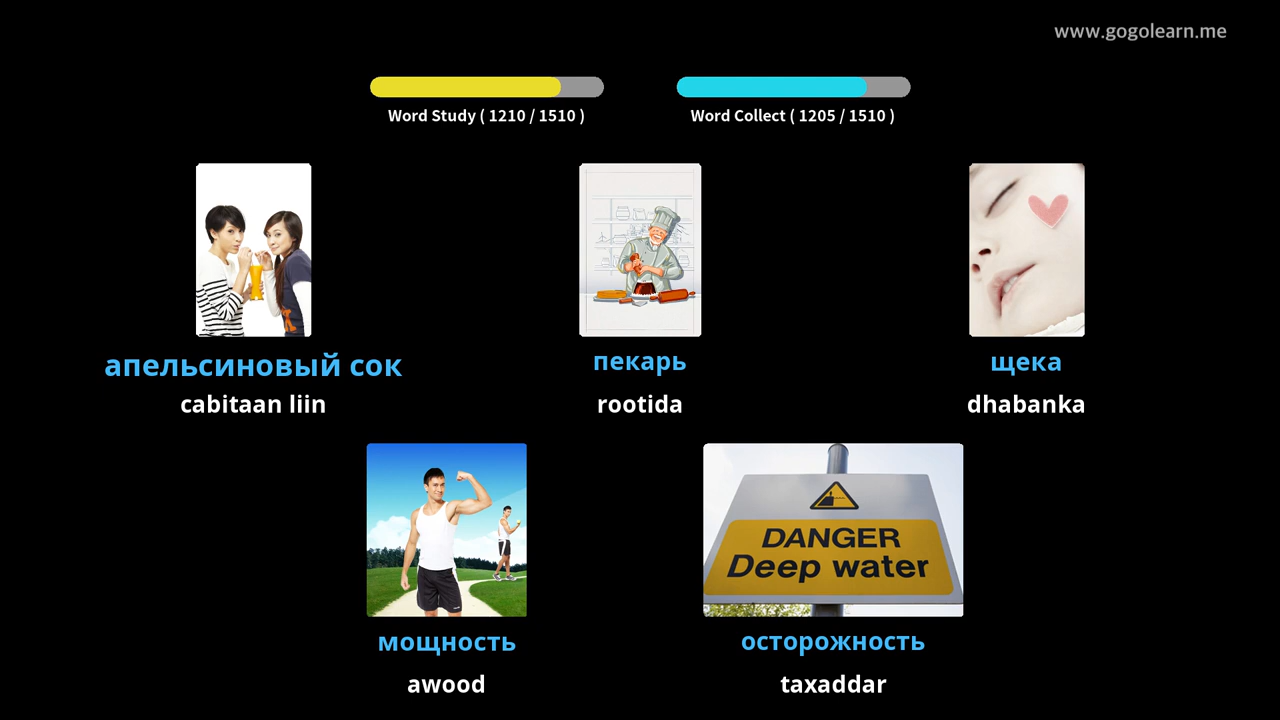 www.gogolearn.me
Word Study ( 1210 / 1510 )
Word Collect ( 1205 / 1510 )
апельсиновый сок
cabitaan liin
пекарь
rootida
щека
dhabanka
DANGER
Deep water
мощность
awood
осторожность
taxaddar